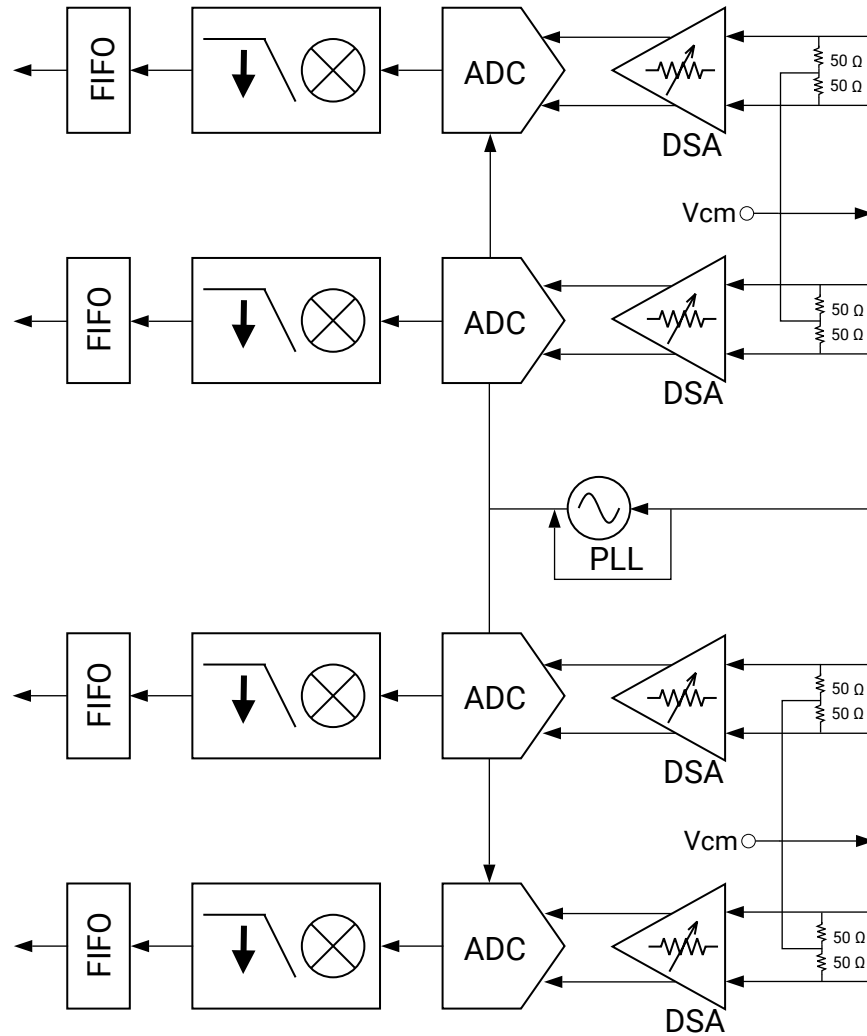 FIFO
ADC
50 Ω
50 Ω
DSA
Vcm
FIFO
ADC
50 Ω
50 Ω
DSA
PLL
FIFO
ADC
50 Ω
50 Ω
DSA
Vcm
FIFO
ADC
50 Ω
50 Ω
DSA